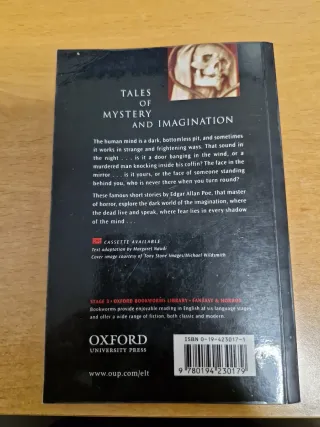 TALES
OF
MYSTERY
AND IMAGINATION
The human mind is a dark, bottomless pit, and sometimes
it works in strange and frightening ways. That sound in
the night . . . is it a door banging in the wind, or a
murdered man knocking inside his coffin? The face in the
mirror . . . is it yours, or the face of someone standing
behind you, who is never there when you turn round?
These famous short stories by Edgar Allan Poe, that master
of horror, explore the dark world of the imagination, where
the dead live and speak, where fear lies in every shadow
of the mind . . .
CASSETTE AVAILABLE
Text adaptation by Margaret Naudi
Cover image courtesy of Tony Stone Images/Michael Wildsmith
STAGE 3 • OXFORD BOOKWORMS LIBRARY • FANTASY & HORROR
Bookworms provide enjoyable reading in English at six language stages
and offer a wide range of fiction, both classic and modern.
OXFORD
UNIVERSITY PRESS
www.oup.com/elt
ISBN 0-19-423017-5
9 780194 230179